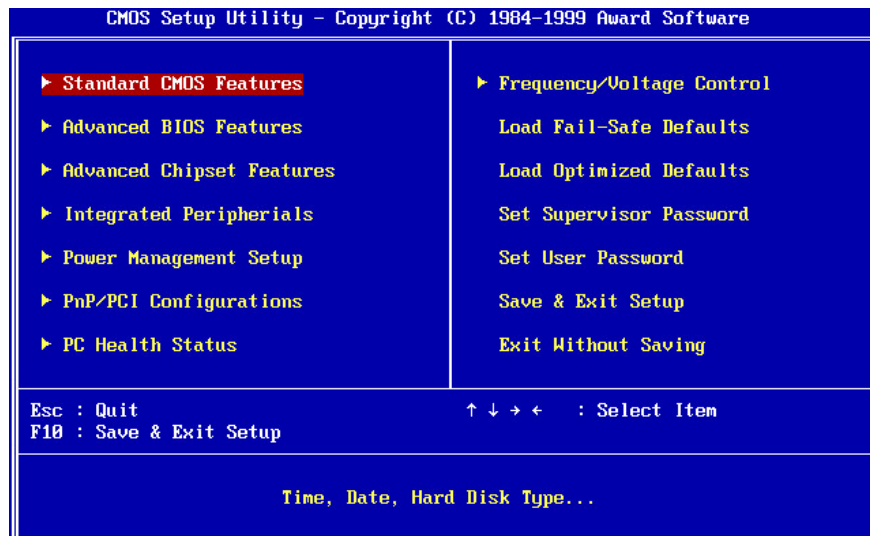 CMOS Setup Utility – Copyright (C) 1984–1999 Award Software
▶ Standard CMOS Features
▶ Advanced BIOS Features
▶ Advanced Chipset Features
▶ Integrated Peripherials
▶ Power Management Setup
▶ PnP/PCI Configurations
▶ PC Health Status
▶ Frequency/Voltage Control
Load Fail–Safe Defaults
Load Optimized Defaults
Set Supervisor Password
Set User Password
Save & Exit Setup
Exit Without Saving
Esc : Quit
F10 : Save & Exit Setup
↑ ↓ → ← : Select Item
Time, Date, Hard Disk Type...